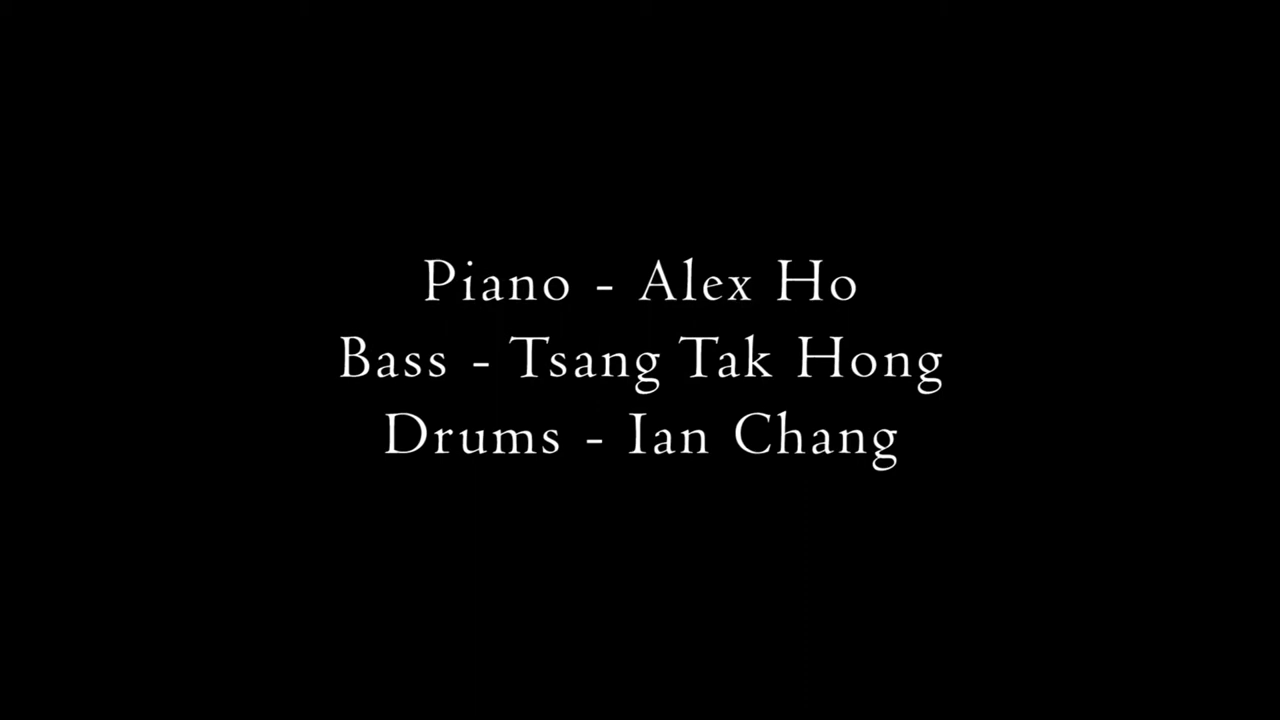 Piano - Alex Ho
Bass - Tsang Tak Hong
Drums - Ian Chang